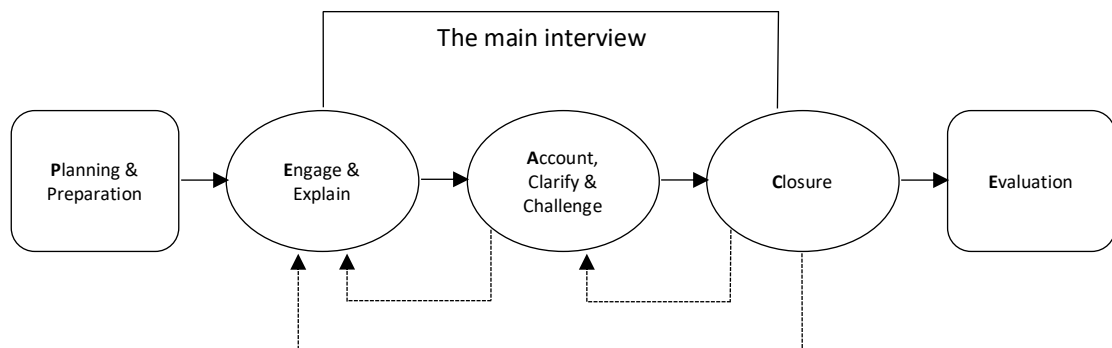 The main interview
Planning &
Preparation
Engage &
Explain
Account,
Clarify &
Challenge
Closure
Evaluation